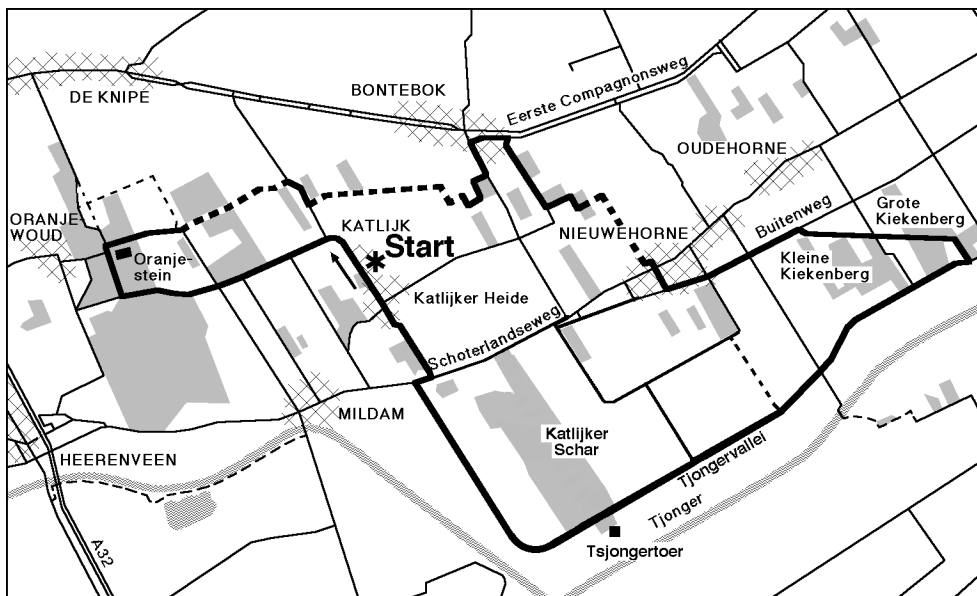 DE KNIPE
BONTEBOK
Eerste Compagnonsweg
OUDEHORNE
ORANJE-
WOUD
KATLIJK
Start
*
NIEUWEHORNE
Buitenweg
Grote
Kiekenberg
Oranje-
stein
Kleine
Kiekenberg
Katlijker Heide
Schoterlandseweg
MILDAM
Katlijker
Schar
HEERENVEEN
Tjongervallei
Tjonger
A32
Tsjongertoer